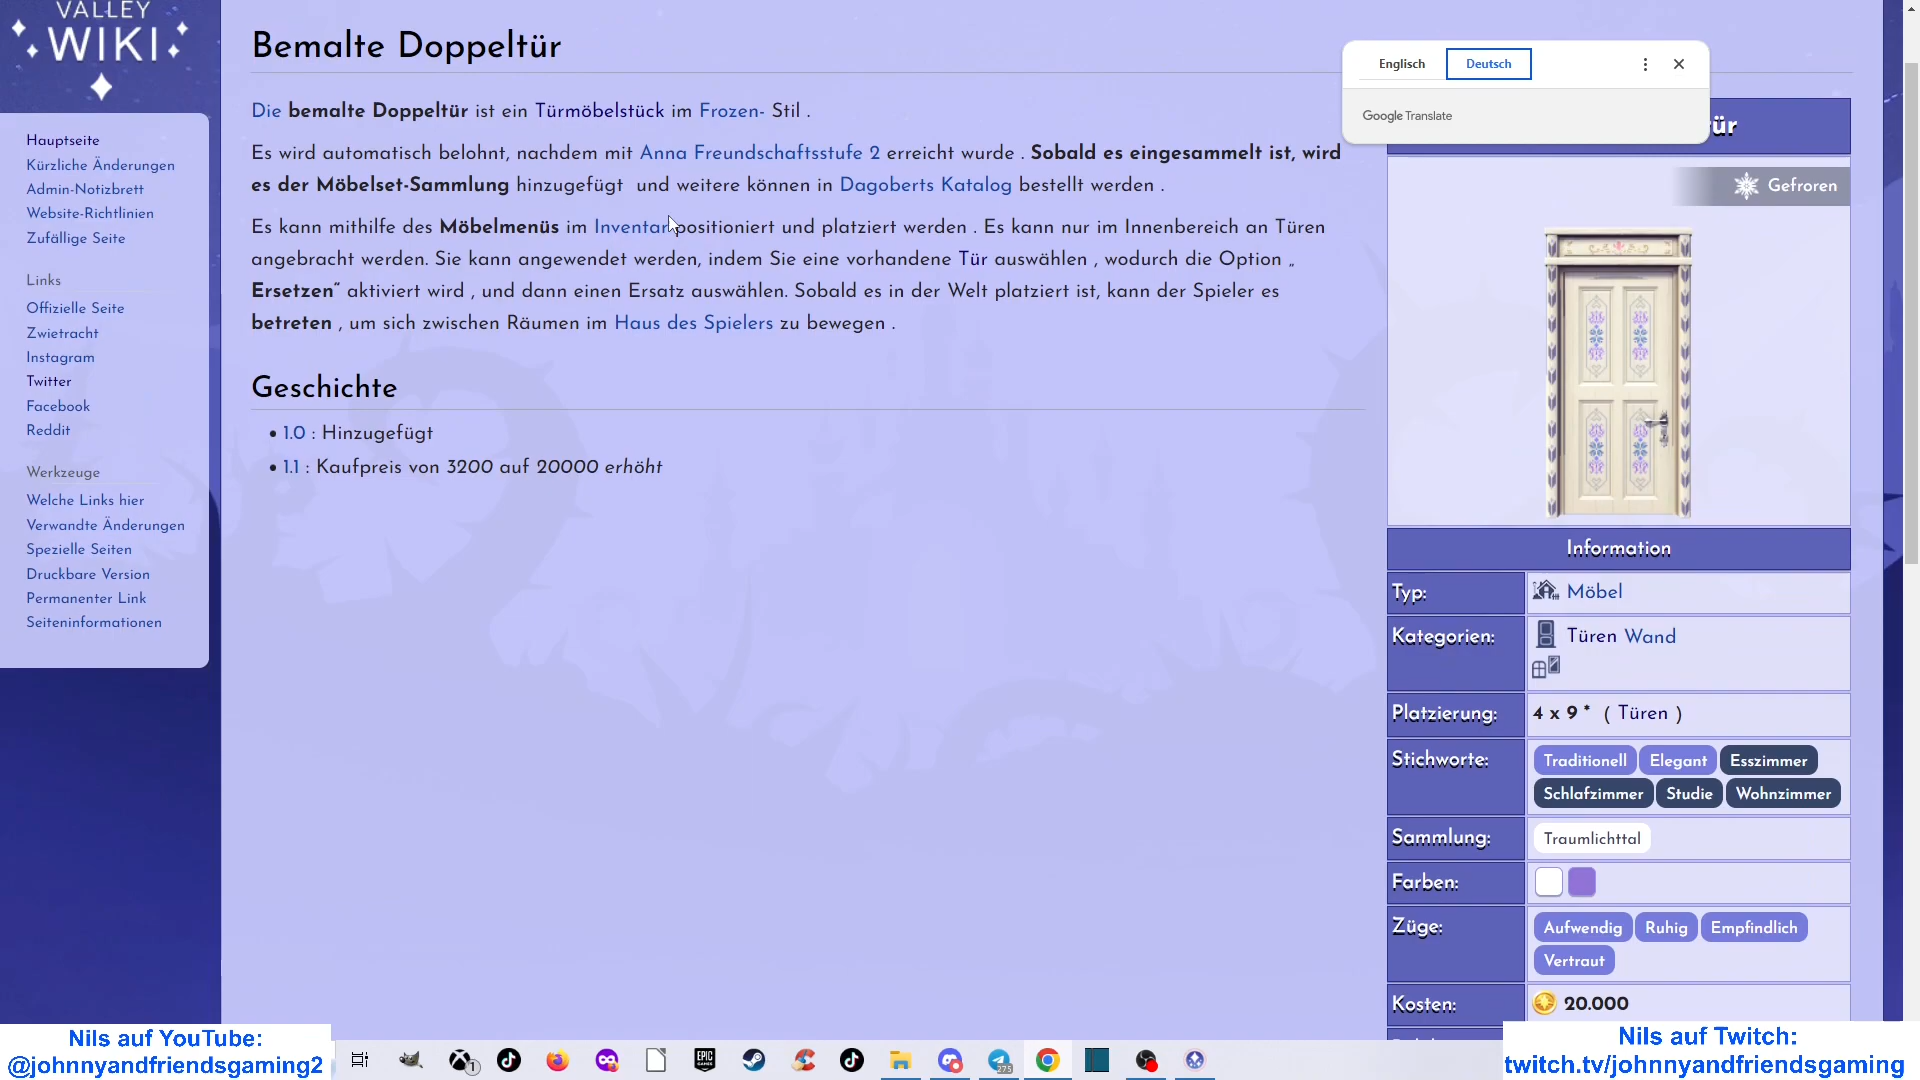 VALLEY
WIKI
Hauptseite
Kürzliche Änderungen
Admin-Notizbrett
Website-Richtlinien
Zufällige Seite
Links
Offizielle Seite
Zwietracht
Instagram
Twitter
Facebook
Reddit
Werkzeuge
Welche Links hier
Verwandte Änderungen
Spezielle Seiten
Druckbare Version
Permanenter Link
Seiteninformationen
Bemalte Doppeltür
Die bemalte Doppeltür ist ein Türmöbelstück im Frozen- Stil .
Es wird automatisch belohnt, nachdem mit Anna Freundschaftsstufe 2 erreicht wurde . Sobald es eingesammelt ist, wird
es der Möbelset-Sammlung hinzugefügt und weitere können in Dagoberts Katalog bestellt werden .
Es kann mithilfe des Möbelmenüs im Inventar positioniert und platziert werden . Es kann nur im Innenbereich an Türen
angebracht werden. Sie kann angewendet werden, indem Sie eine vorhandene Tür auswählen , wodurch die Option „
Ersetzen“ aktiviert wird , und dann einen Ersatz auswählen. Sobald es in der Welt platziert ist, kann der Spieler es
betreten , um sich zwischen Räumen im Haus des Spielers zu bewegen .
Geschichte
• 1.0 : Hinzugefügt
• 1.1 : Kaufpreis von 3200 auf 20000 erhöht
Englisch Deutsch
Google Translate
ür
Gefroren
Information
Typ: Möbel
Kategorien: Türen Wand
Platzierung: 4 x 9 * ( Türen )
Stichworte: Traditionell Elegant Esszimmer
Schlafzimmer Studie Wohnzimmer
Sammlung: Traumlichttal
Farben:
Züge: Aufwendig Ruhig Empfindlich
Vertraut
Kosten: 20.000
Nils auf YouTube:
@johnnyandfriendsgaming2
1
EPIC
GAMES
275
Nils auf Twitch:
twitch.tv/johnnyandfriendsgaming